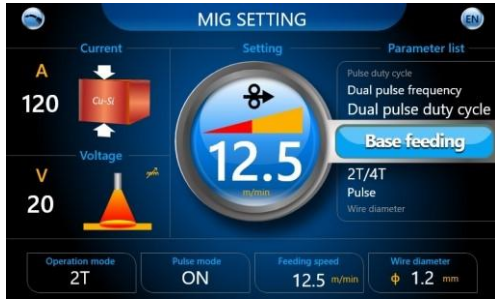 MIG SETTING
EN
Current
A
120
Cu-Si
Voltage
V
20
Setting
12.5
m/min
Parameter list
Pulse duty cycle
Dual pulse frequency
Dual pulse duty cycle
Base feeding
2T/4T
Pulse
Wire diameter
Operation mode
2T
Pulse mode
ON
Feeding speed
12.5 m/min
Wire diameter
ϕ 1.2 mm